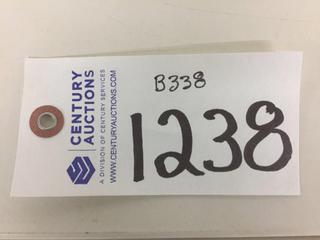 CENTURY
AUCTIONS
A DIVISION OF CENTURY SERVICES
WWW.CENTURYAUCTIONS.COM
B338
1238